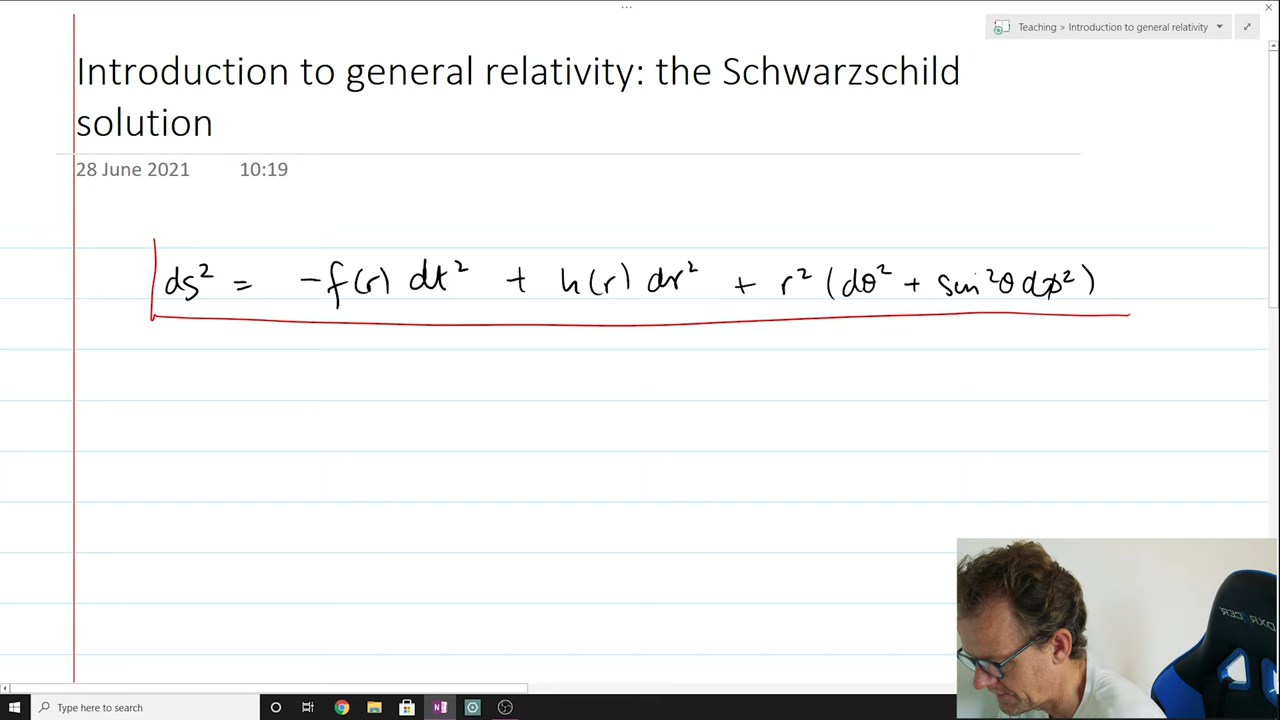 ...
Teaching > Introduction to general relativity
Introduction to general relativity: the Schwarzschild
solution
28 June 2021 10:19
ds² = -f(r) dt² + h(r) dr² + r² (dθ² + sin²θ dφ²)
DXRACER
Type here to search